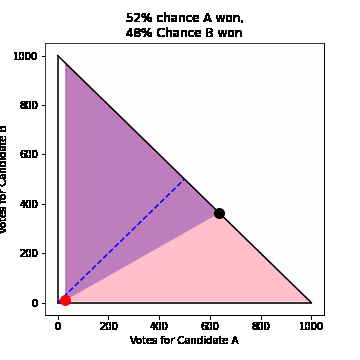 52% chance A won,
48% Chance B won
1000
800
600
400
200
0
Votes for Candidate B
0 200 400 600 800 1000
Votes for Candidate A